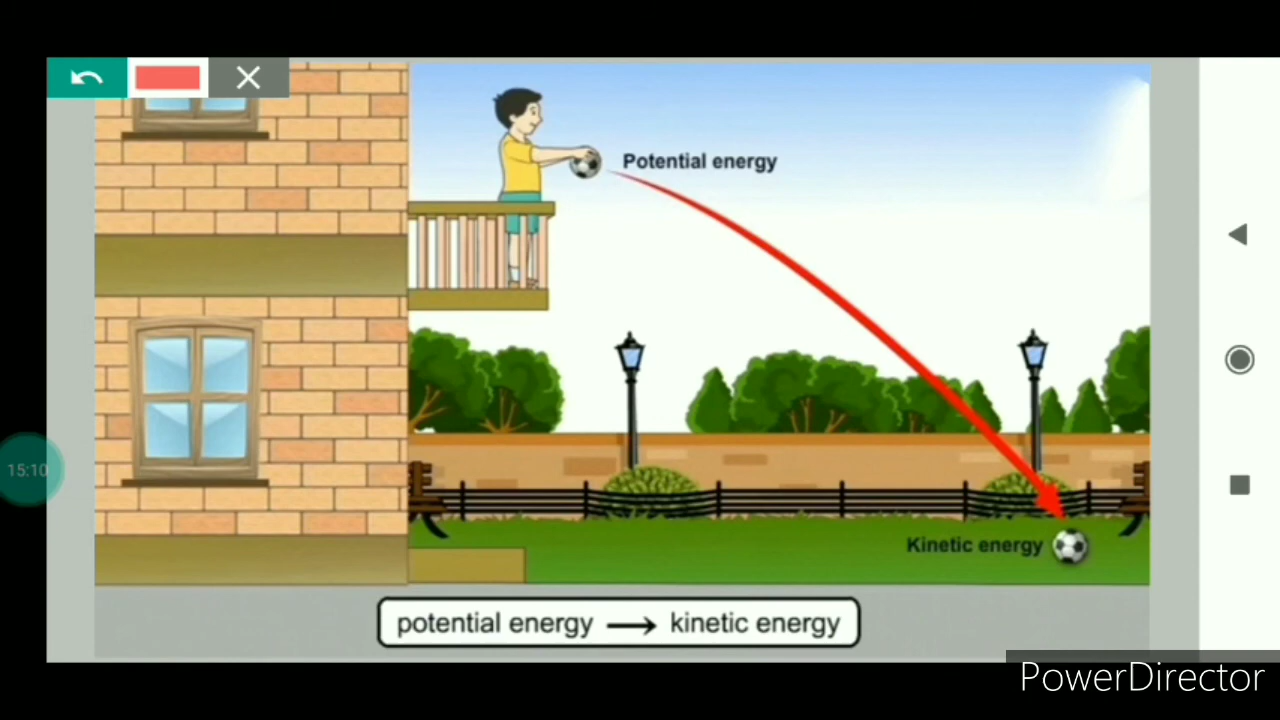 Potential energy
15:10
Kinetic energy
potential energy → kinetic energy
PowerDirector